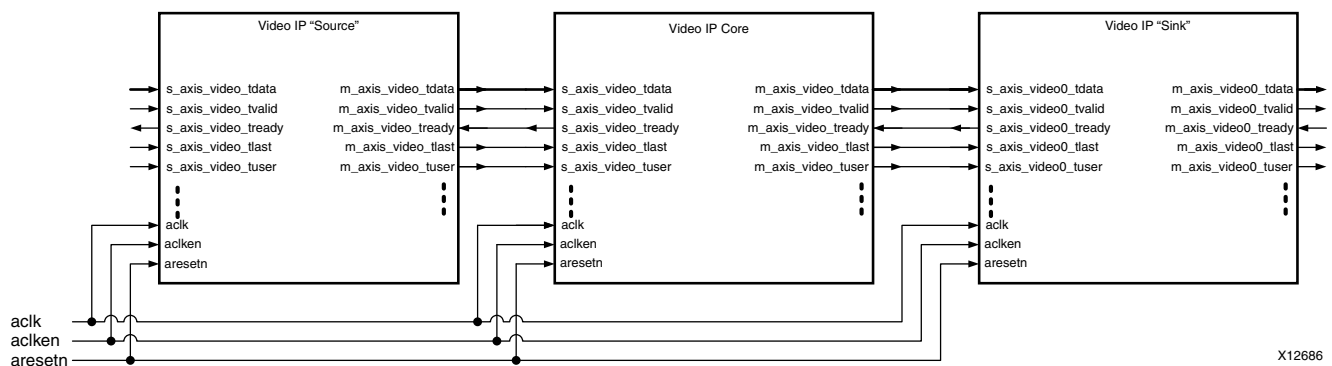 Video IP “Source”
Video IP Core
Video IP “Sink”
s_axis_video_tdata
m_axis_video_tdata
s_axis_video_tdata
m_axis_video_tdata
s_axis_video0_tdata
m_axis_video0_tdata
s_axis_video_tvalid
m_axis_video_tvalid
s_axis_video_tvalid
m_axis_video_tvalid
s_axis_video0_tvalid
m_axis_video0_tvalid
s_axis_video_tready
m_axis_video_tready
s_axis_video_tready
m_axis_video_tready
s_axis_video0_tready
m_axis_video0_tready
s_axis_video_tlast
m_axis_video_tlast
s_axis_video_tlast
m_axis_video_tlast
s_axis_video0_tlast
m_axis_video0_tlast
s_axis_video_tuser
m_axis_video_tuser
s_axis_video_tuser
m_axis_video_tuser
s_axis_video0_tuser
m_axis_video0_tuser
aclk
aclk
aclk
aclken
aclken
aclken
aresetn
aresetn
aresetn
aclk
aclken
aresetn
X12686